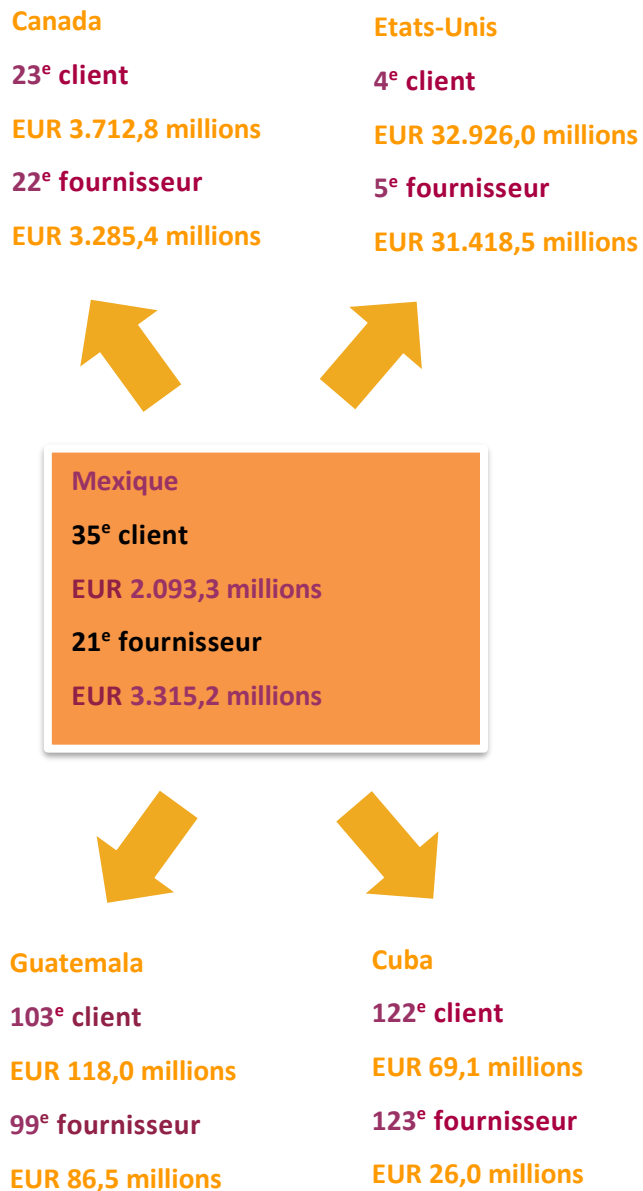 Canada
23e client
EUR 3.712,8 millions
22e fournisseur
EUR 3.285,4 millions
Etats-Unis
4e client
EUR 32.926,0 millions
5e fournisseur
EUR 31.418,5 millions
Mexique
35e client
EUR 2.093,3 millions
21e fournisseur
EUR 3.315,2 millions
Guatemala
103e client
EUR 118,0 millions
99e fournisseur
EUR 86,5 millions
Cuba
122e client
EUR 69,1 millions
123e fournisseur
EUR 26,0 millions